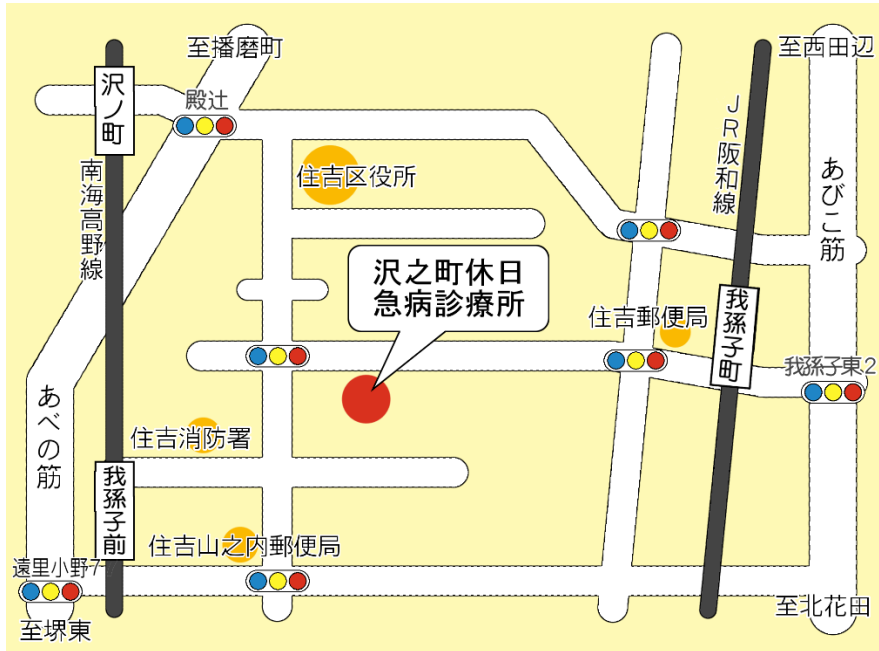 至播磨町
至西田辺
沢ノ町
殿辻
JR阪和線
南海高野線
住吉区役所
あびこ筋
沢之町休日
急病診療所
住吉郵便局
我孫子町
我孫子東2
あべの筋
住吉消防署
我孫子前
住吉山之内郵便局
遠里小野7
至北花田
至堺東